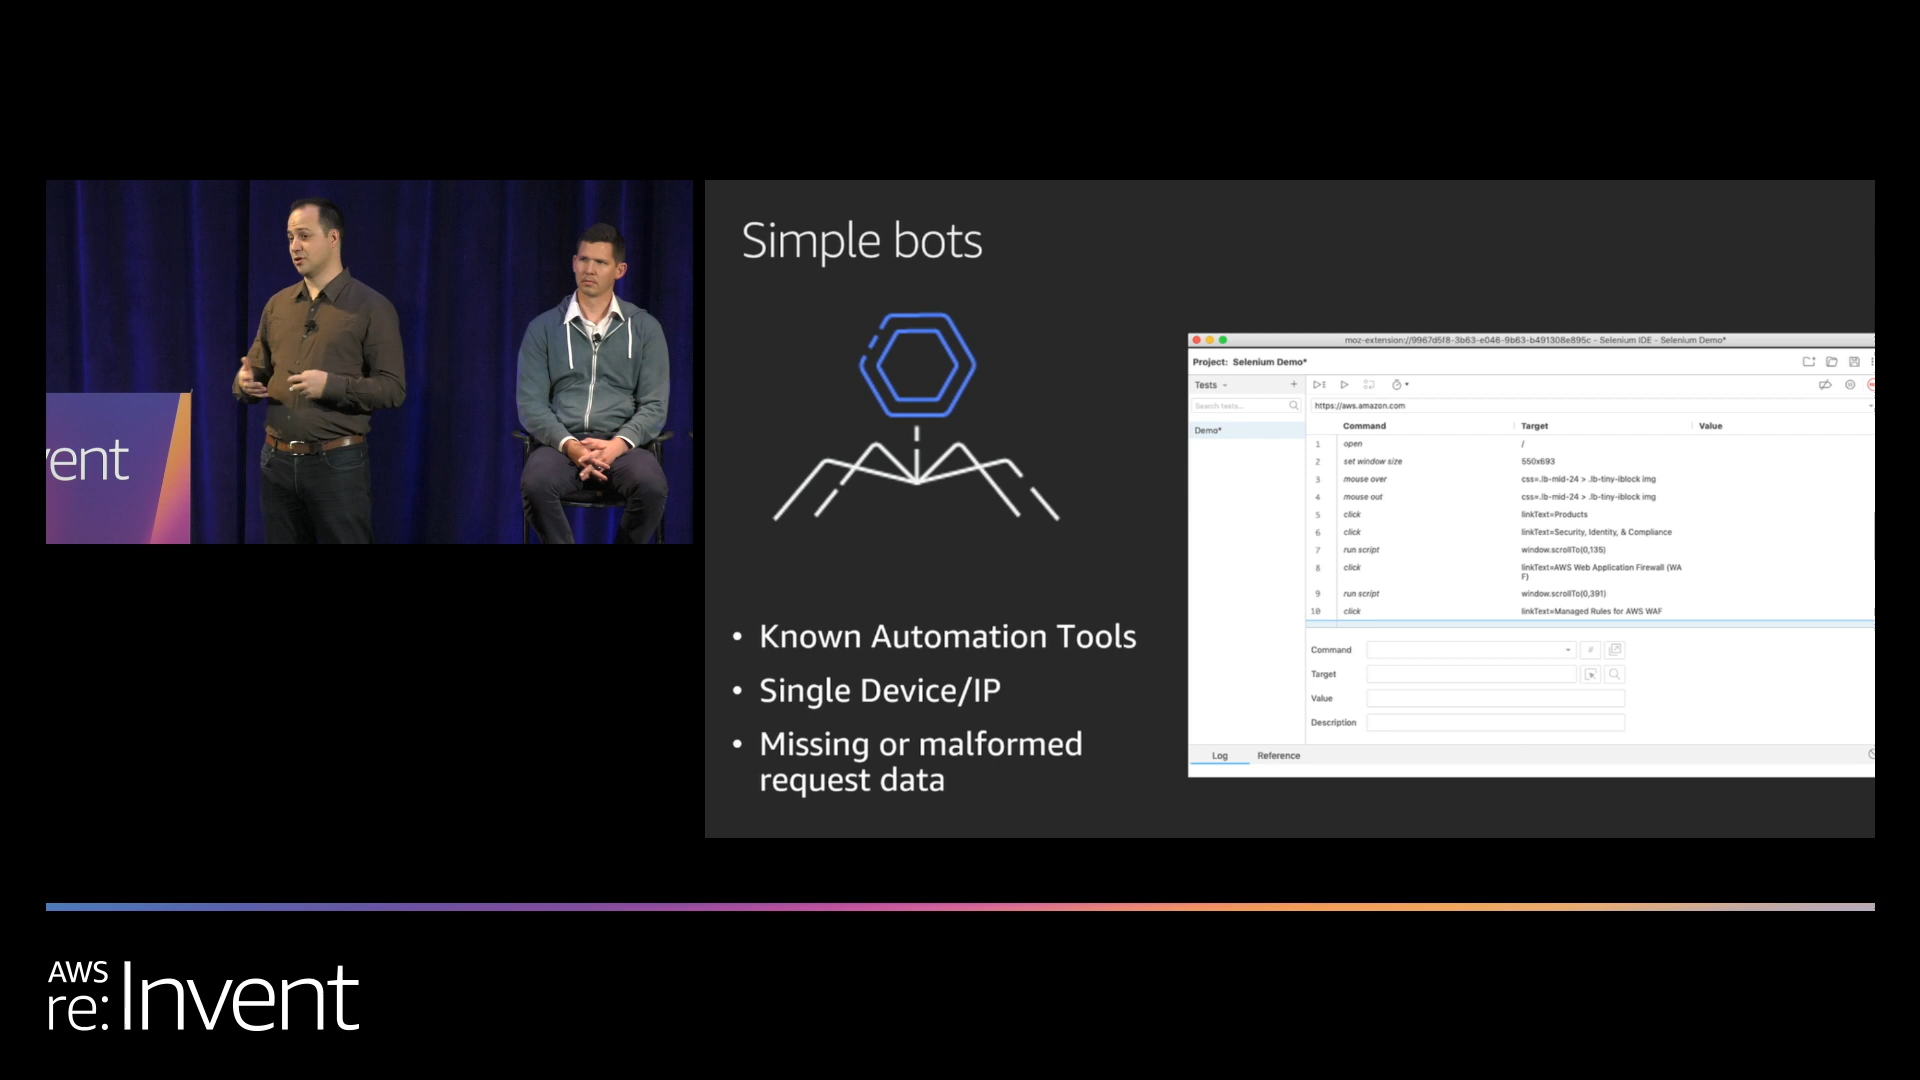 vent
Simple bots
• Known Automation Tools
• Single Device/IP
• Missing or malformed
request data
moz-extension://9967d5f8-3b63-e046-9b63-b491308e895c - Selenium IDE - Selenium Demo*
Project: Selenium Demo*
Tests
Search tests...
https://aws.amazon.com
Demo*
Command Target Value
1 open /
2 set window size 550x693
3 mouse over css=.lb-mid-24 > .lb-tiny-iblock img
4 mouse out css=.lb-mid-24 > .lb-tiny-iblock img
5 click linkText=Products
6 click linkText=Security, Identity, & Compliance
7 run script window.scrollTo(0,135)
8 click linkText=AWS Web Application Firewall (WA
F)
9 run script window.scrollTo(0,391)
10 click linkText=Managed Rules for AWS WAF
Command
Target
Value
Description
Log Reference
AWS
re:Invent